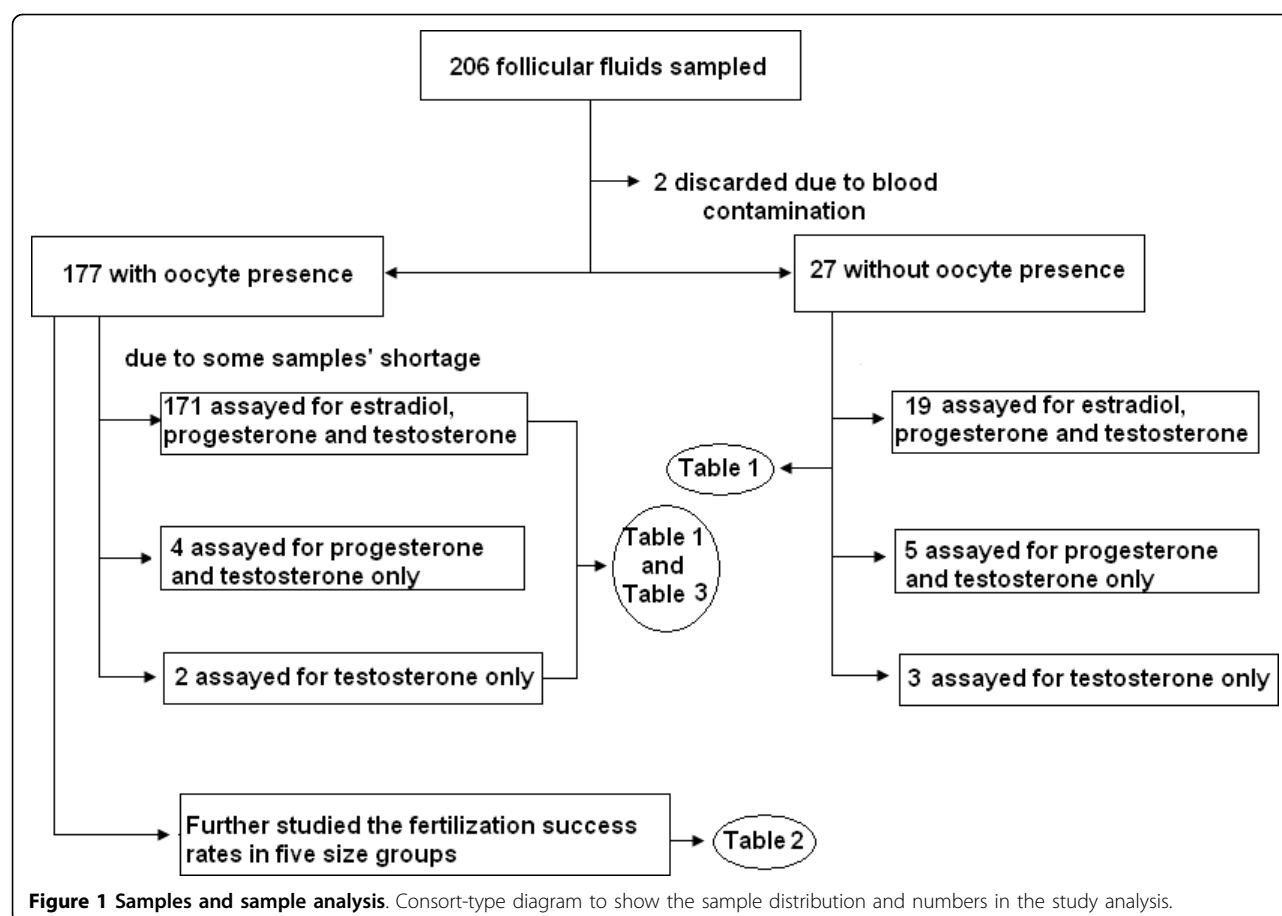 206 follicular fluids sampled
2 discarded due to blood
contamination
177 with oocyte presence
27 without oocyte presence
due to some samples' shortage
171 assayed for estradiol,
progesterone and testosterone
19 assayed for estradiol,
progesterone and testosterone
Table 1
4 assayed for progesterone
and testosterone only
Table 1
and
Table 3
5 assayed for progesterone
and testosterone only
2 assayed for testosterone only
3 assayed for testosterone only
Further studied the fertilization success
rates in five size groups
Table 2
Figure 1 Samples and sample analysis. Consort-type diagram to show the sample distribution and numbers in the study analysis.